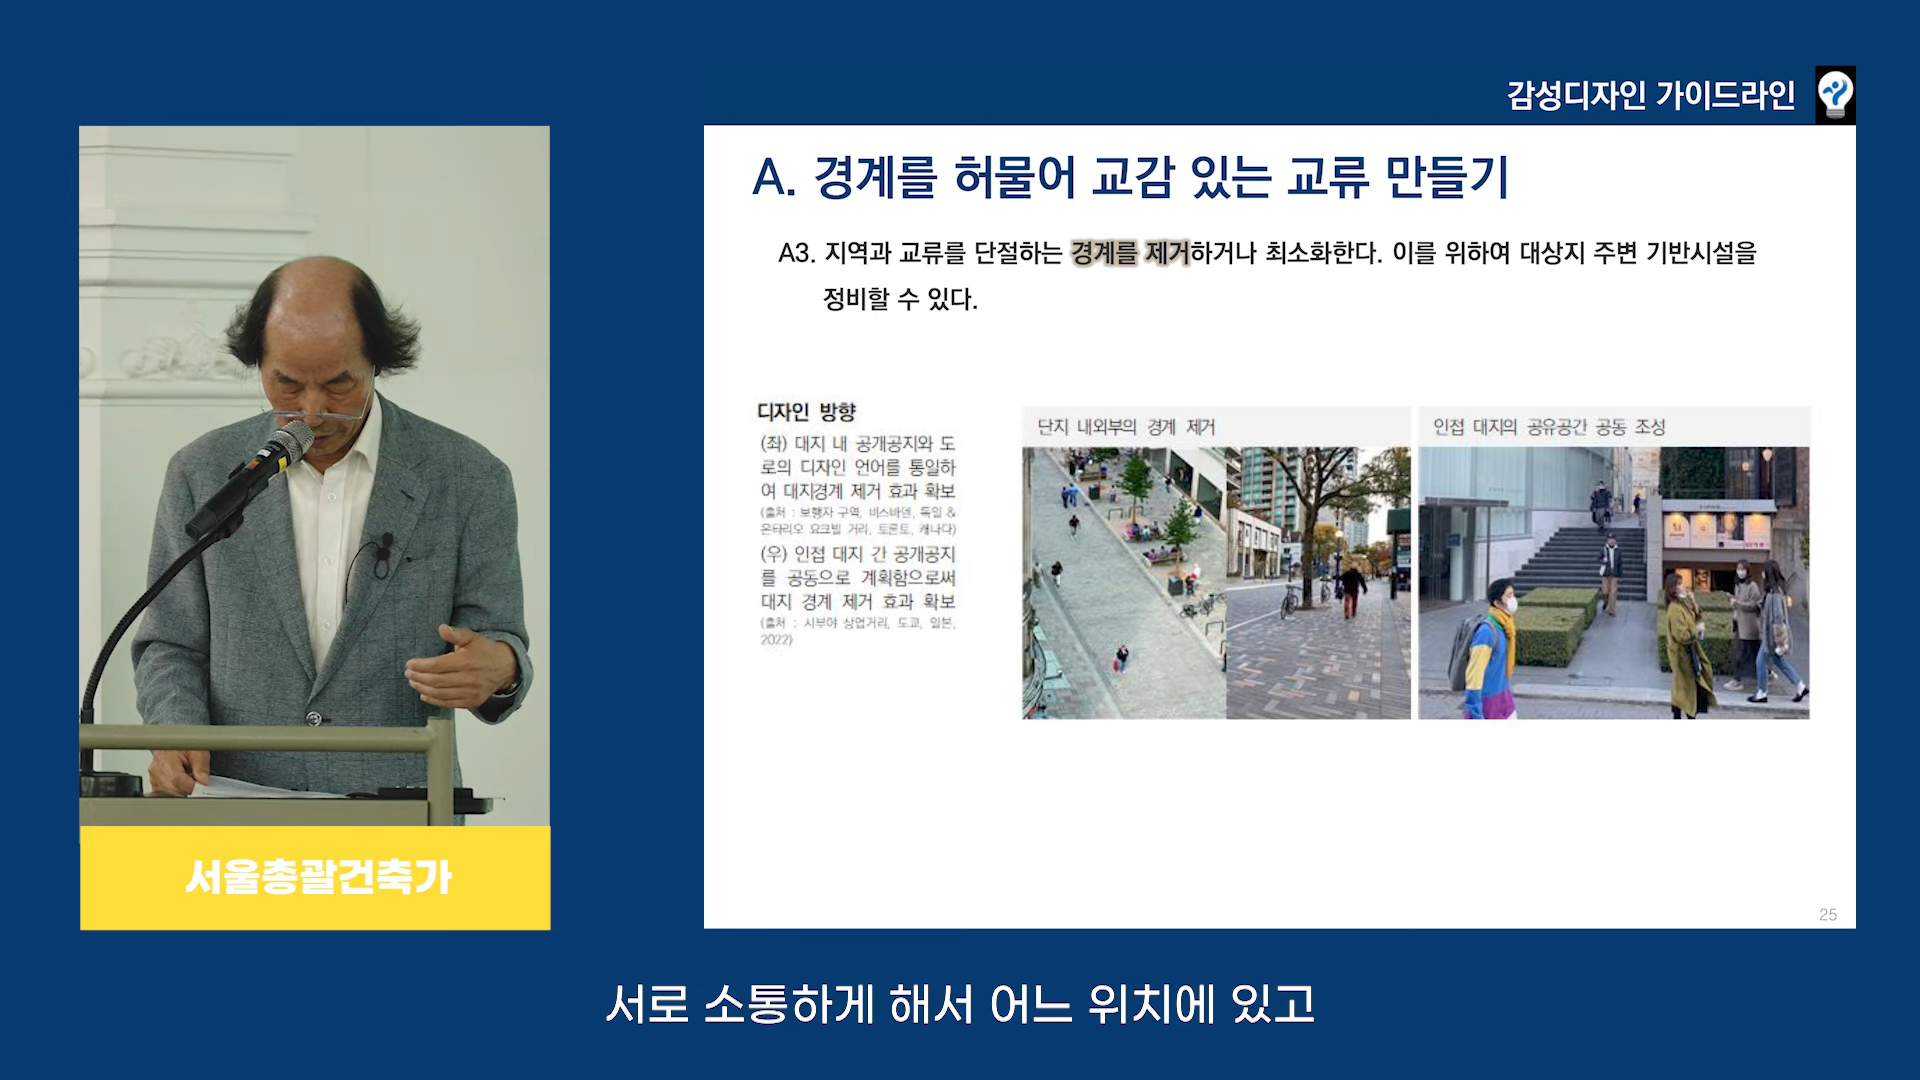 감성디자인 가이드라인
A. 경계를 허물어 교감 있는 교류 만들기
A3. 지역과 교류를 단절하는 경계를 제거하거나 최소화한다. 이를 위하여 대상지 주변 기반시설을
정비할 수 있다.
디자인 방향
(좌) 대지 내 공개공지와 도
로의 디자인 언어를 통일하
여 대지경계 제거 효과 확보
(출처 : 보행자 구역, 비스바덴, 독일 &
온타리오 요크빌 거리, 토론토, 캐나다)
(우) 인접 대지 간 공개공지
를 공동으로 계획함으로써
대지 경계 제거 효과 확보
(출처 : 시부야 상업거리, 도쿄, 일본,
2022)
단지 내외부의 경계 제거
인접 대지의 공유공간 공동 조성
25
서울총괄건축가
서로 소통하게 해서 어느 위치에 있고